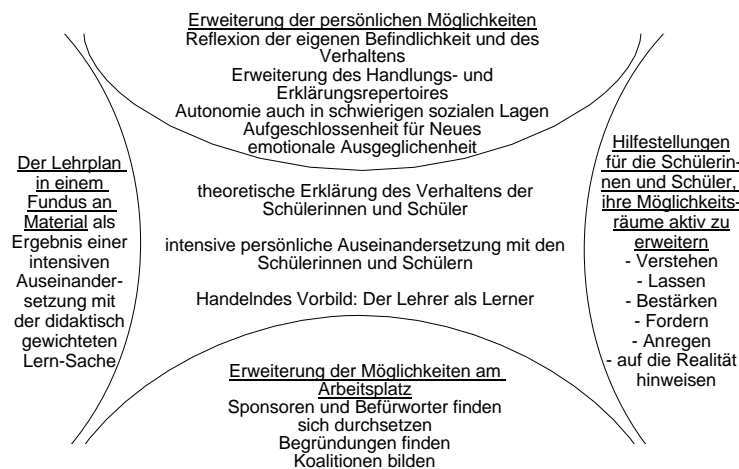 Erweiterung der persönlichen Möglichkeiten
Reflexion der eigenen Befindlichkeit und des
Verhaltens
Erweiterung des Handlungs- und
Erklärungsrepertoires
Autonomie auch in schwierigen sozialen Lagen
Aufgeschlossenheit für Neues
emotionale Ausgeglichenheit
Der Lehrplan
in einem
Fundus an
Material als
Ergebnis einer
intensiven
Auseinander-
setzung mit
der didaktisch
gewichteten
Lern-Sache
theoretische Erklärung des Verhaltens der
Schülerinnen und Schüler
intensive persönliche Auseinandersetzung mit den
Schülerinnen und Schülern
Handelndes Vorbild: Der Lehrer als Lerner
Hilfestellungen
für die Schülerin-
nen und Schüler,
ihre Möglichkeits-
räume aktiv zu
erweitern
- Verstehen
- Lassen
- Bestärken
- Fordern
- Anregen
- auf die Realität
hinweisen
Erweiterung der Möglichkeiten am
Arbeitsplatz
Sponsoren und Befürworter finden
sich durchsetzen
Begründungen finden
Koalitionen bilden